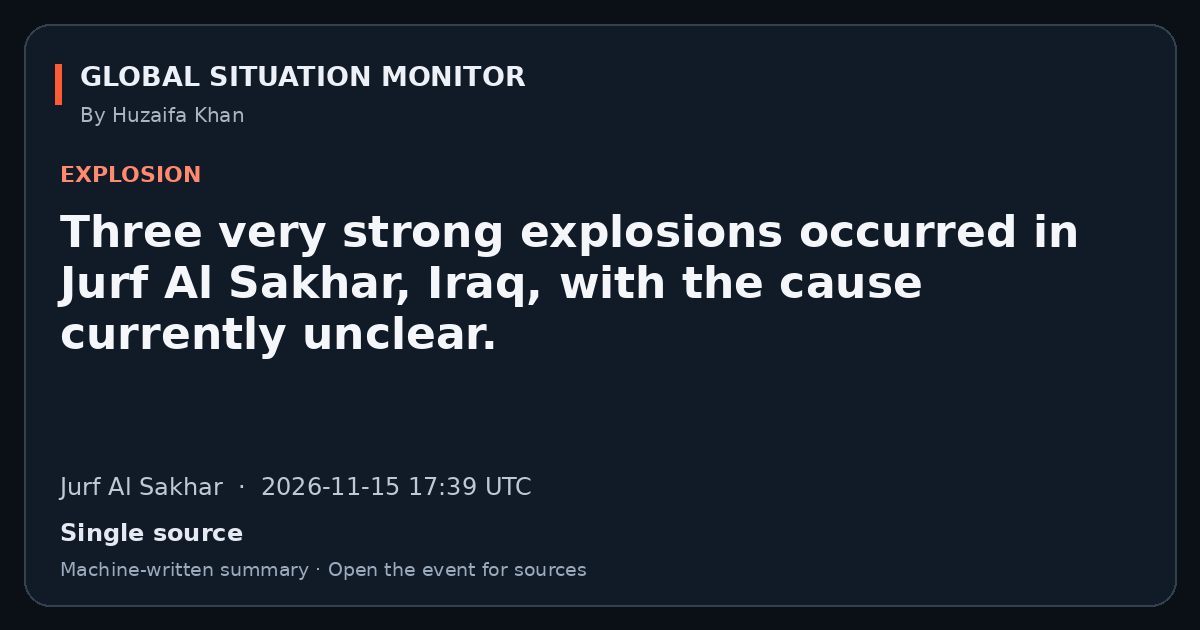 GLOBAL SITUATION MONITOR
By Huzaifa Khan
EXPLOSION
Three very strong explosions occurred in
Jurf Al Sakhar, Iraq, with the cause
currently unclear.
Jurf Al Sakhar · 2026-11-15 17:39 UTC
Single source
Machine-written summary · Open the event for sources